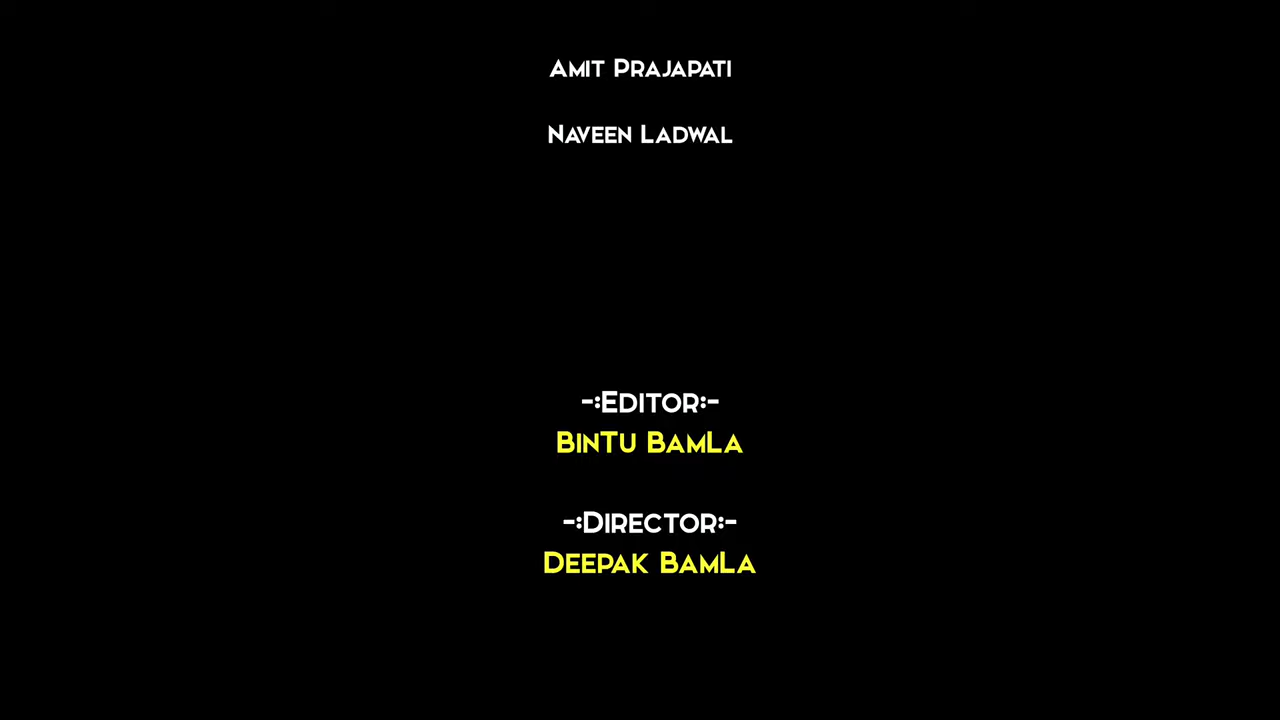 Amit Prajapati
Naveen Ladwal
-:Editor:-
BinTu BamLa
-:Director:-
Deepak BamLa